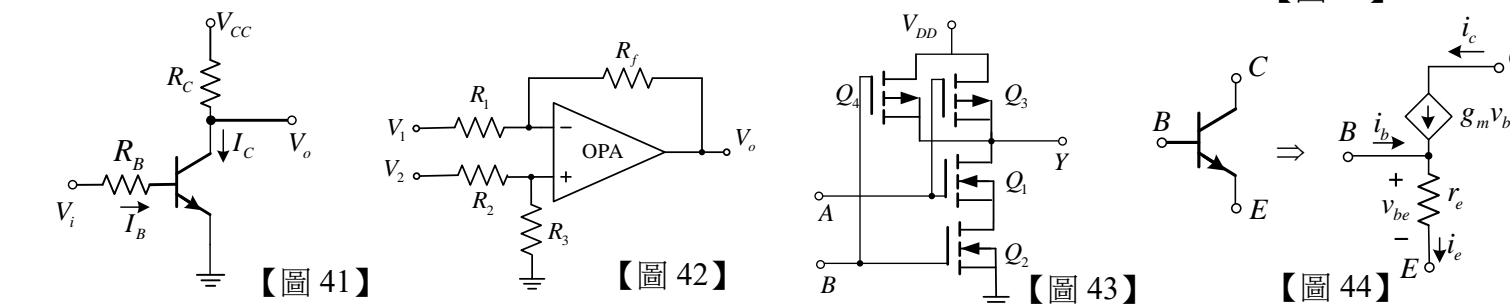 V_CC
R_C
R_B
I_C
V_o
V_i
I_B
【圖 41】
R_f
R_1
V_1
V_2
OPA
V_o
R_2
R_3
【圖 42】
V_DD
Q_4
Q_3
Y
Q_1
A
Q_2
B
【圖 43】
C
B
E
⇒
i_c
g_m v_b
B
i_b
+
v_be
r_e
−
i_e
E
【圖 44】